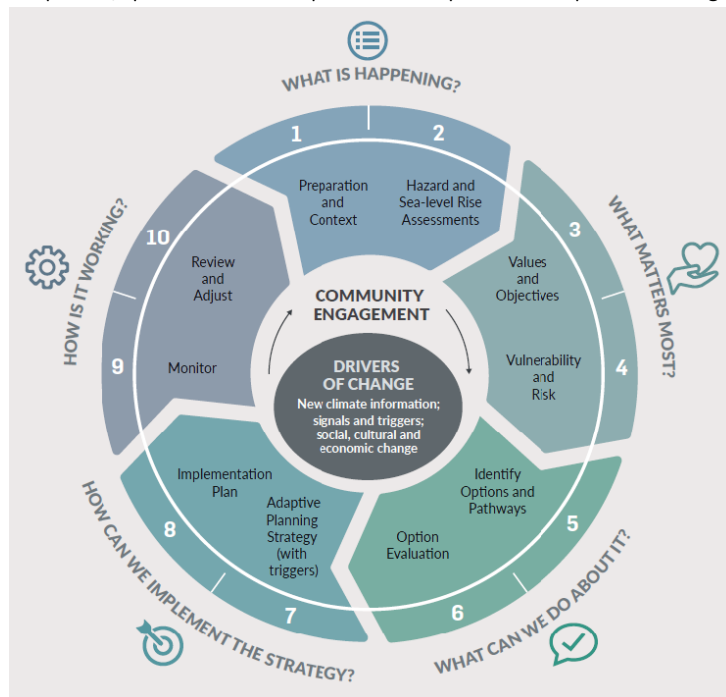 WHAT IS HAPPENING?
1
2
Preparation
and
Context
Hazard and
Sea-level Rise
Assessments
WHAT MATTERS MOST?
3
4
Values
and
Objectives
Vulnerability
and
Risk
WHAT CAN WE DO ABOUT IT?
5
6
Identify
Options and
Pathways
Option
Evaluation
HOW CAN WE IMPLEMENT THE STRATEGY?
7
8
Adaptive
Planning
Strategy
(with
triggers)
Implementation
Plan
HOW IS IT WORKING?
9
10
Monitor
Review
and
Adjust
COMMUNITY
ENGAGEMENT
DRIVERS
OF CHANGE
New climate information;
signals and triggers;
social, cultural and
economic change